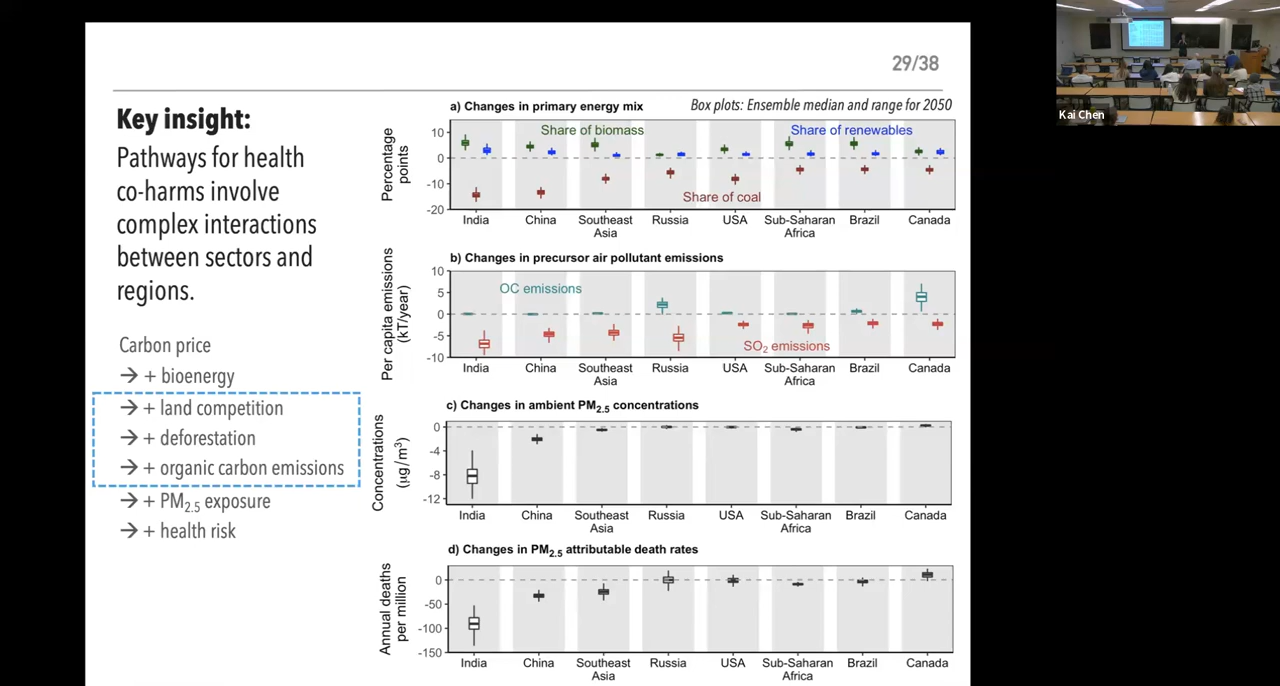 29/38
Key insight:
Pathways for health
co-harms involve
complex interactions
between sectors and
regions.
Carbon price
→ + bioenergy
→ + land competition
→ + deforestation
→ + organic carbon emissions
→ + PM2.5 exposure
→ + health risk
a) Changes in primary energy mix
Box plots: Ensemble median and range for 2050
Percentage
points
10
0
-10
-20
Share of biomass
Share of renewables
Share of coal
India China Southeast Asia Russia USA Sub-Saharan Africa Brazil Canada
b) Changes in precursor air pollutant emissions
Per capita emissions
(kT/year)
10
5
0
-5
-10
OC emissions
SO2 emissions
India China Southeast Asia Russia USA Sub-Saharan Africa Brazil Canada
c) Changes in ambient PM2.5 concentrations
Concentrations
(µg/m³)
0
-4
-8
-12
India China Southeast Asia Russia USA Sub-Saharan Africa Brazil Canada
d) Changes in PM2.5 attributable death rates
Annual deaths
per million
0
-50
-100
-150
India China Southeast Asia Russia USA Sub-Saharan Africa Brazil Canada
Kai Chen